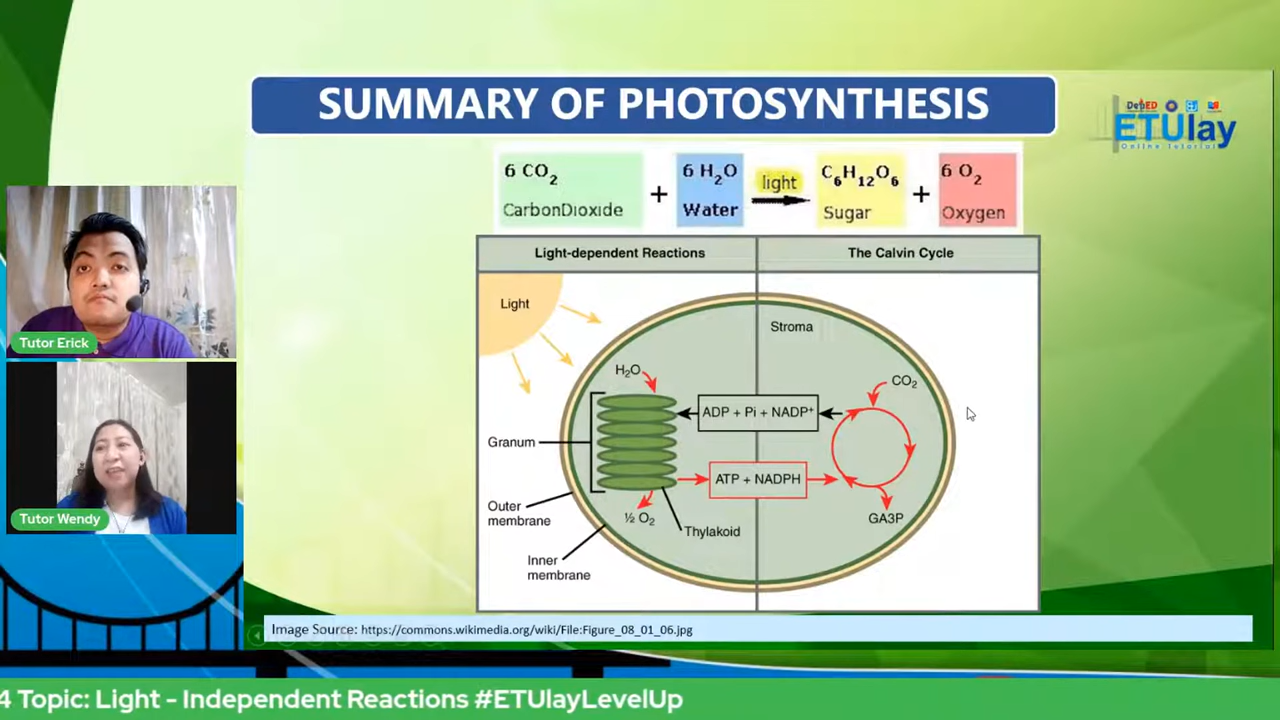 SUMMARY OF PHOTOSYNTHESIS
DepED
ETUlay
Online Tutorial
6 CO₂ + 6 H₂O light C₆H₁₂O₆ + 6 O₂
CarbonDioxide Water Sugar Oxygen
Light-dependent Reactions The Calvin Cycle
Light
Stroma
H₂O
CO₂
ADP + Pi + NADP⁺
Granum
ATP + NADPH
Outer
membrane
½ O₂
GA3P
Thylakoid
Inner
membrane
Tutor Erick
Tutor Wendy
Image Source: https://commons.wikimedia.org/wiki/File:Figure_08_01_06.jpg
4 Topic: Light - Independent Reactions #ETUlayLevelUp